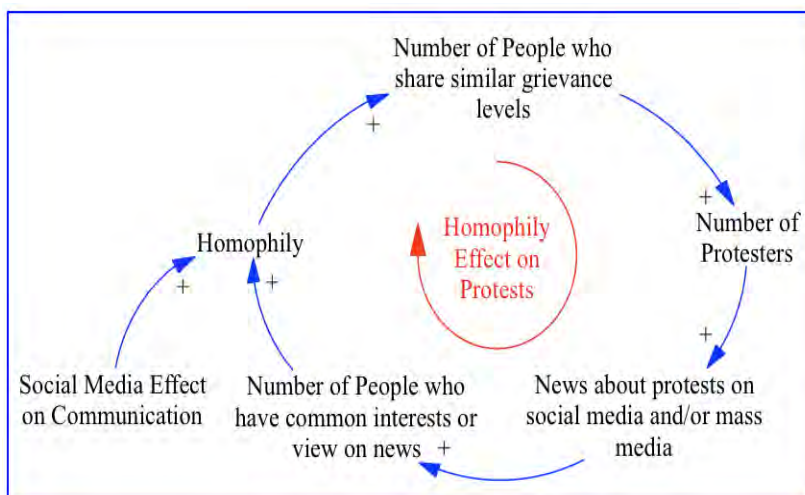 Number of People who
share similar grievance
levels
+
+
Number of
Protesters
Homophily
Effect on
Protests
Homophily
+
+
+
Social Media Effect
on Communication
Number of People who
have common interests or
view on news
+
News about protests on
social media and/or mass
media